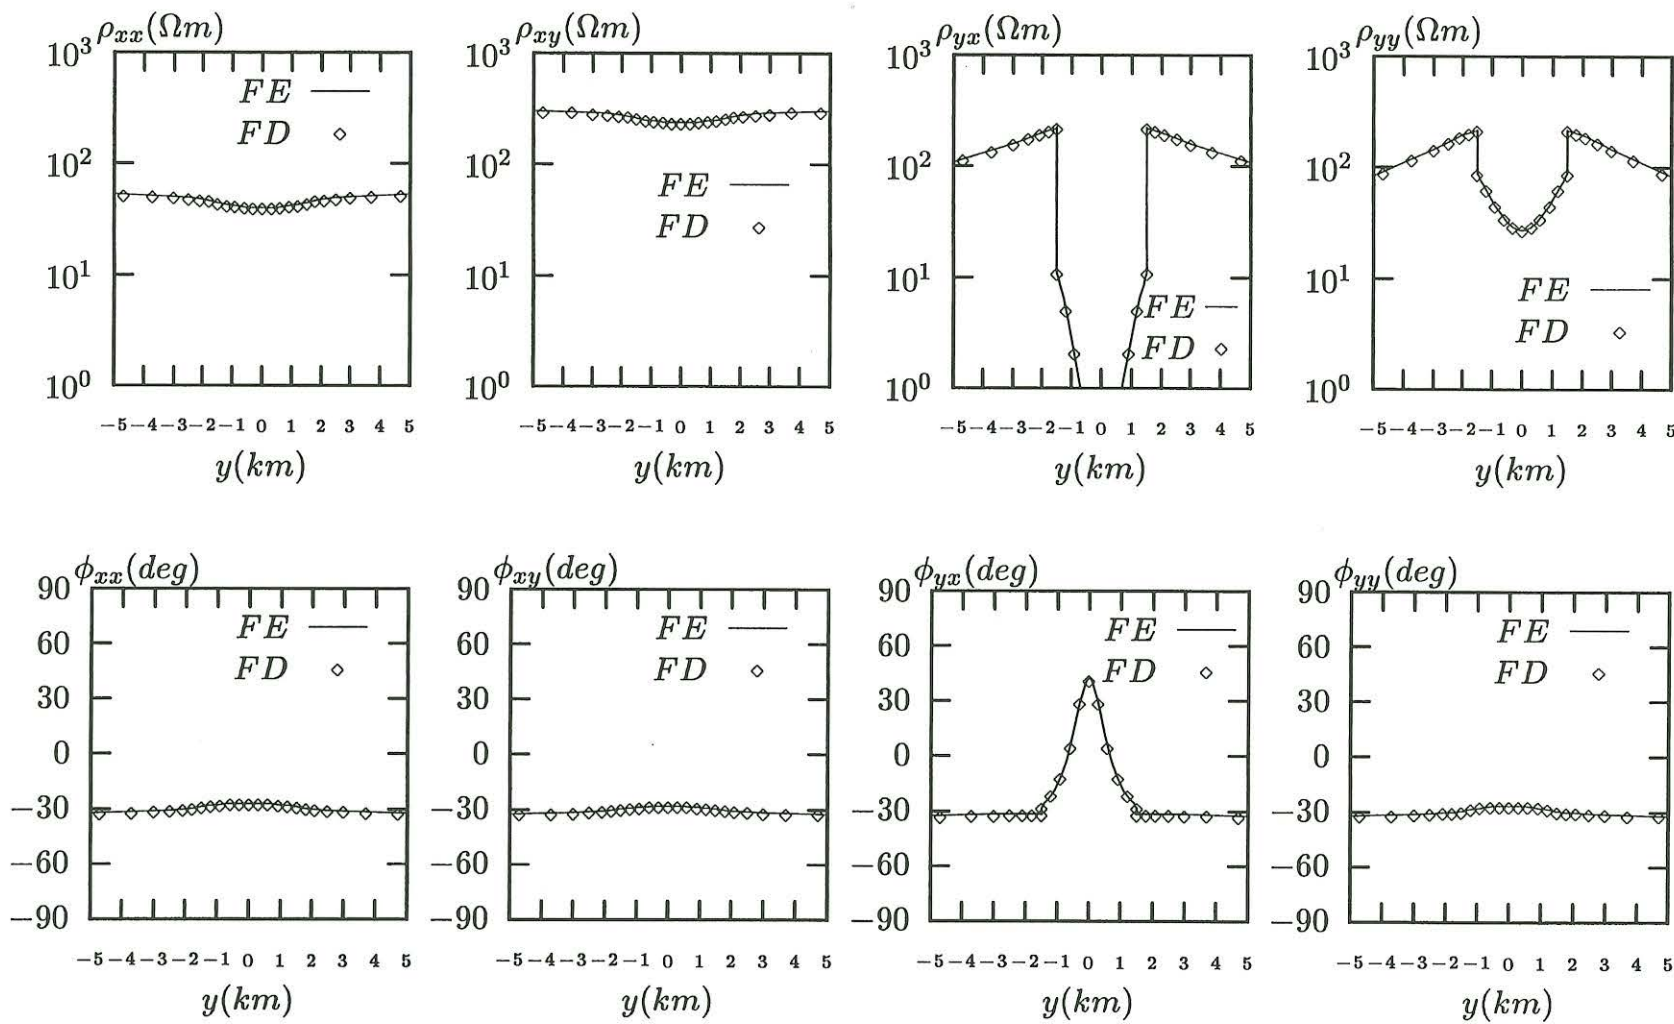 ρxx(Ωm)
10³
10²
10¹
10⁰
FE
FD
−5−4−3−2−1 0 1 2 3 4 5
y(km)
ρxy(Ωm)
10³
10²
10¹
10⁰
FE
FD
−5−4−3−2−1 0 1 2 3 4 5
y(km)
ρyx(Ωm)
10³
10²
10¹
10⁰
FE
FD
−5−4−3−2−1 0 1 2 3 4 5
y(km)
ρyy(Ωm)
10³
10²
10¹
10⁰
FE
FD
−5−4−3−2−1 0 1 2 3 4 5
y(km)
ϕxx(deg)
90
60
30
0
−30
−60
−90
FE
FD
−5−4−3−2−1 0 1 2 3 4 5
y(km)
ϕxy(deg)
90
60
30
0
−30
−60
−90
FE
FD
−5−4−3−2−1 0 1 2 3 4 5
y(km)
ϕyx(deg)
90
60
30
0
−30
−60
−90
FE
FD
−5−4−3−2−1 0 1 2 3 4 5
y(km)
ϕyy(deg)
90
60
30
0
−30
−60
−90
FE
FD
−5−4−3−2−1 0 1 2 3 4 5
y(km)